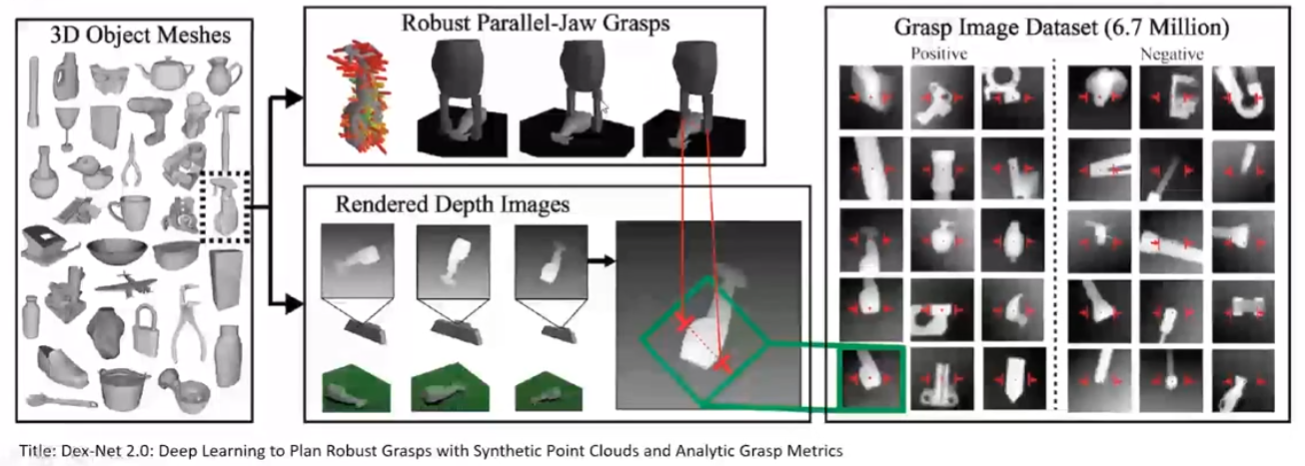 3D Object Meshes
Robust Parallel-Jaw Grasps
Rendered Depth Images
Grasp Image Dataset (6.7 Million)
Positive
Negative
Title: Dex-Net 2.0: Deep Learning to Plan Robust Grasps with Synthetic Point Clouds and Analytic Grasp Metrics